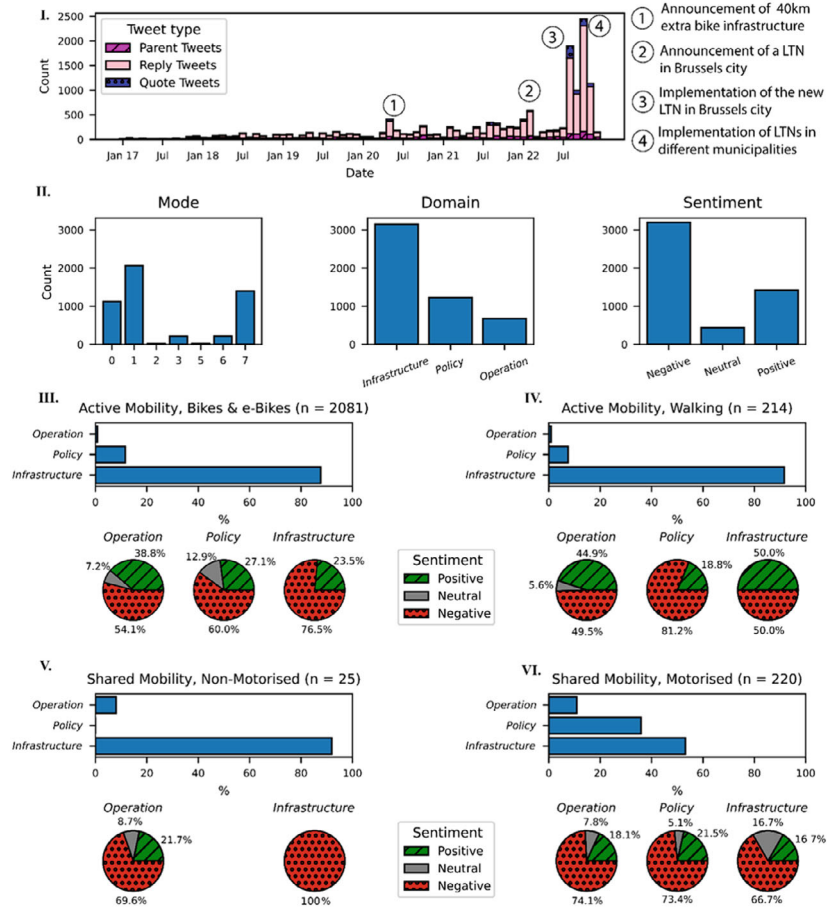 I.
2500
2000
1500
1000
500
0
Count
Tweet type
Parent Tweets
Reply Tweets
Quote Tweets
1
2
3
4
Jan 17 Jul Jan 18 Jul Jan 19 Jul Jan 20 Jul Jan 21 Jul Jan 22 Jul
Date
1 Announcement of 40km
extra bike infrastructure
2 Announcement of a LTN
in Brussels city
3 Implementation of the new
LTN in Brussels city
4 Implementation of LTNs in
different municipalities
II.
Mode
Count
3000
2000
1000
0
0 1 2 3 5 6 7
Domain
3000
2000
1000
0
Infrastructure Policy Operation
Sentiment
3000
2000
1000
0
Negative Neutral Positive
III.
Active Mobility, Bikes & e-Bikes (n = 2081)
Operation
Policy
Infrastructure
0 20 40 60 80 100
%
Operation Policy Infrastructure
7.2% 38.8% 12.9% 27.1% 23.5%
54.1% 60.0% 76.5%
Sentiment
Positive
Neutral
Negative
IV.
Active Mobility, Walking (n = 214)
Operation
Policy
Infrastructure
0 20 40 60 80 100
%
Operation Policy Infrastructure
44.9% 18.8% 50.0%
5.6%
49.5% 81.2% 50.0%
V.
Shared Mobility, Non-Motorised (n = 25)
Operation
Policy
Infrastructure
0 20 40 60 80 100
%
Operation Infrastructure
8.7%
21.7%
69.6% 100%
Sentiment
Positive
Neutral
Negative
VI.
Shared Mobility, Motorised (n = 220)
Operation
Policy
Infrastructure
0 20 40 60 80 100
%
Operation Policy Infrastructure
7.8% 18.1% 5.1% 21.5% 16.7% 16 7%
74.1% 73.4% 66.7%